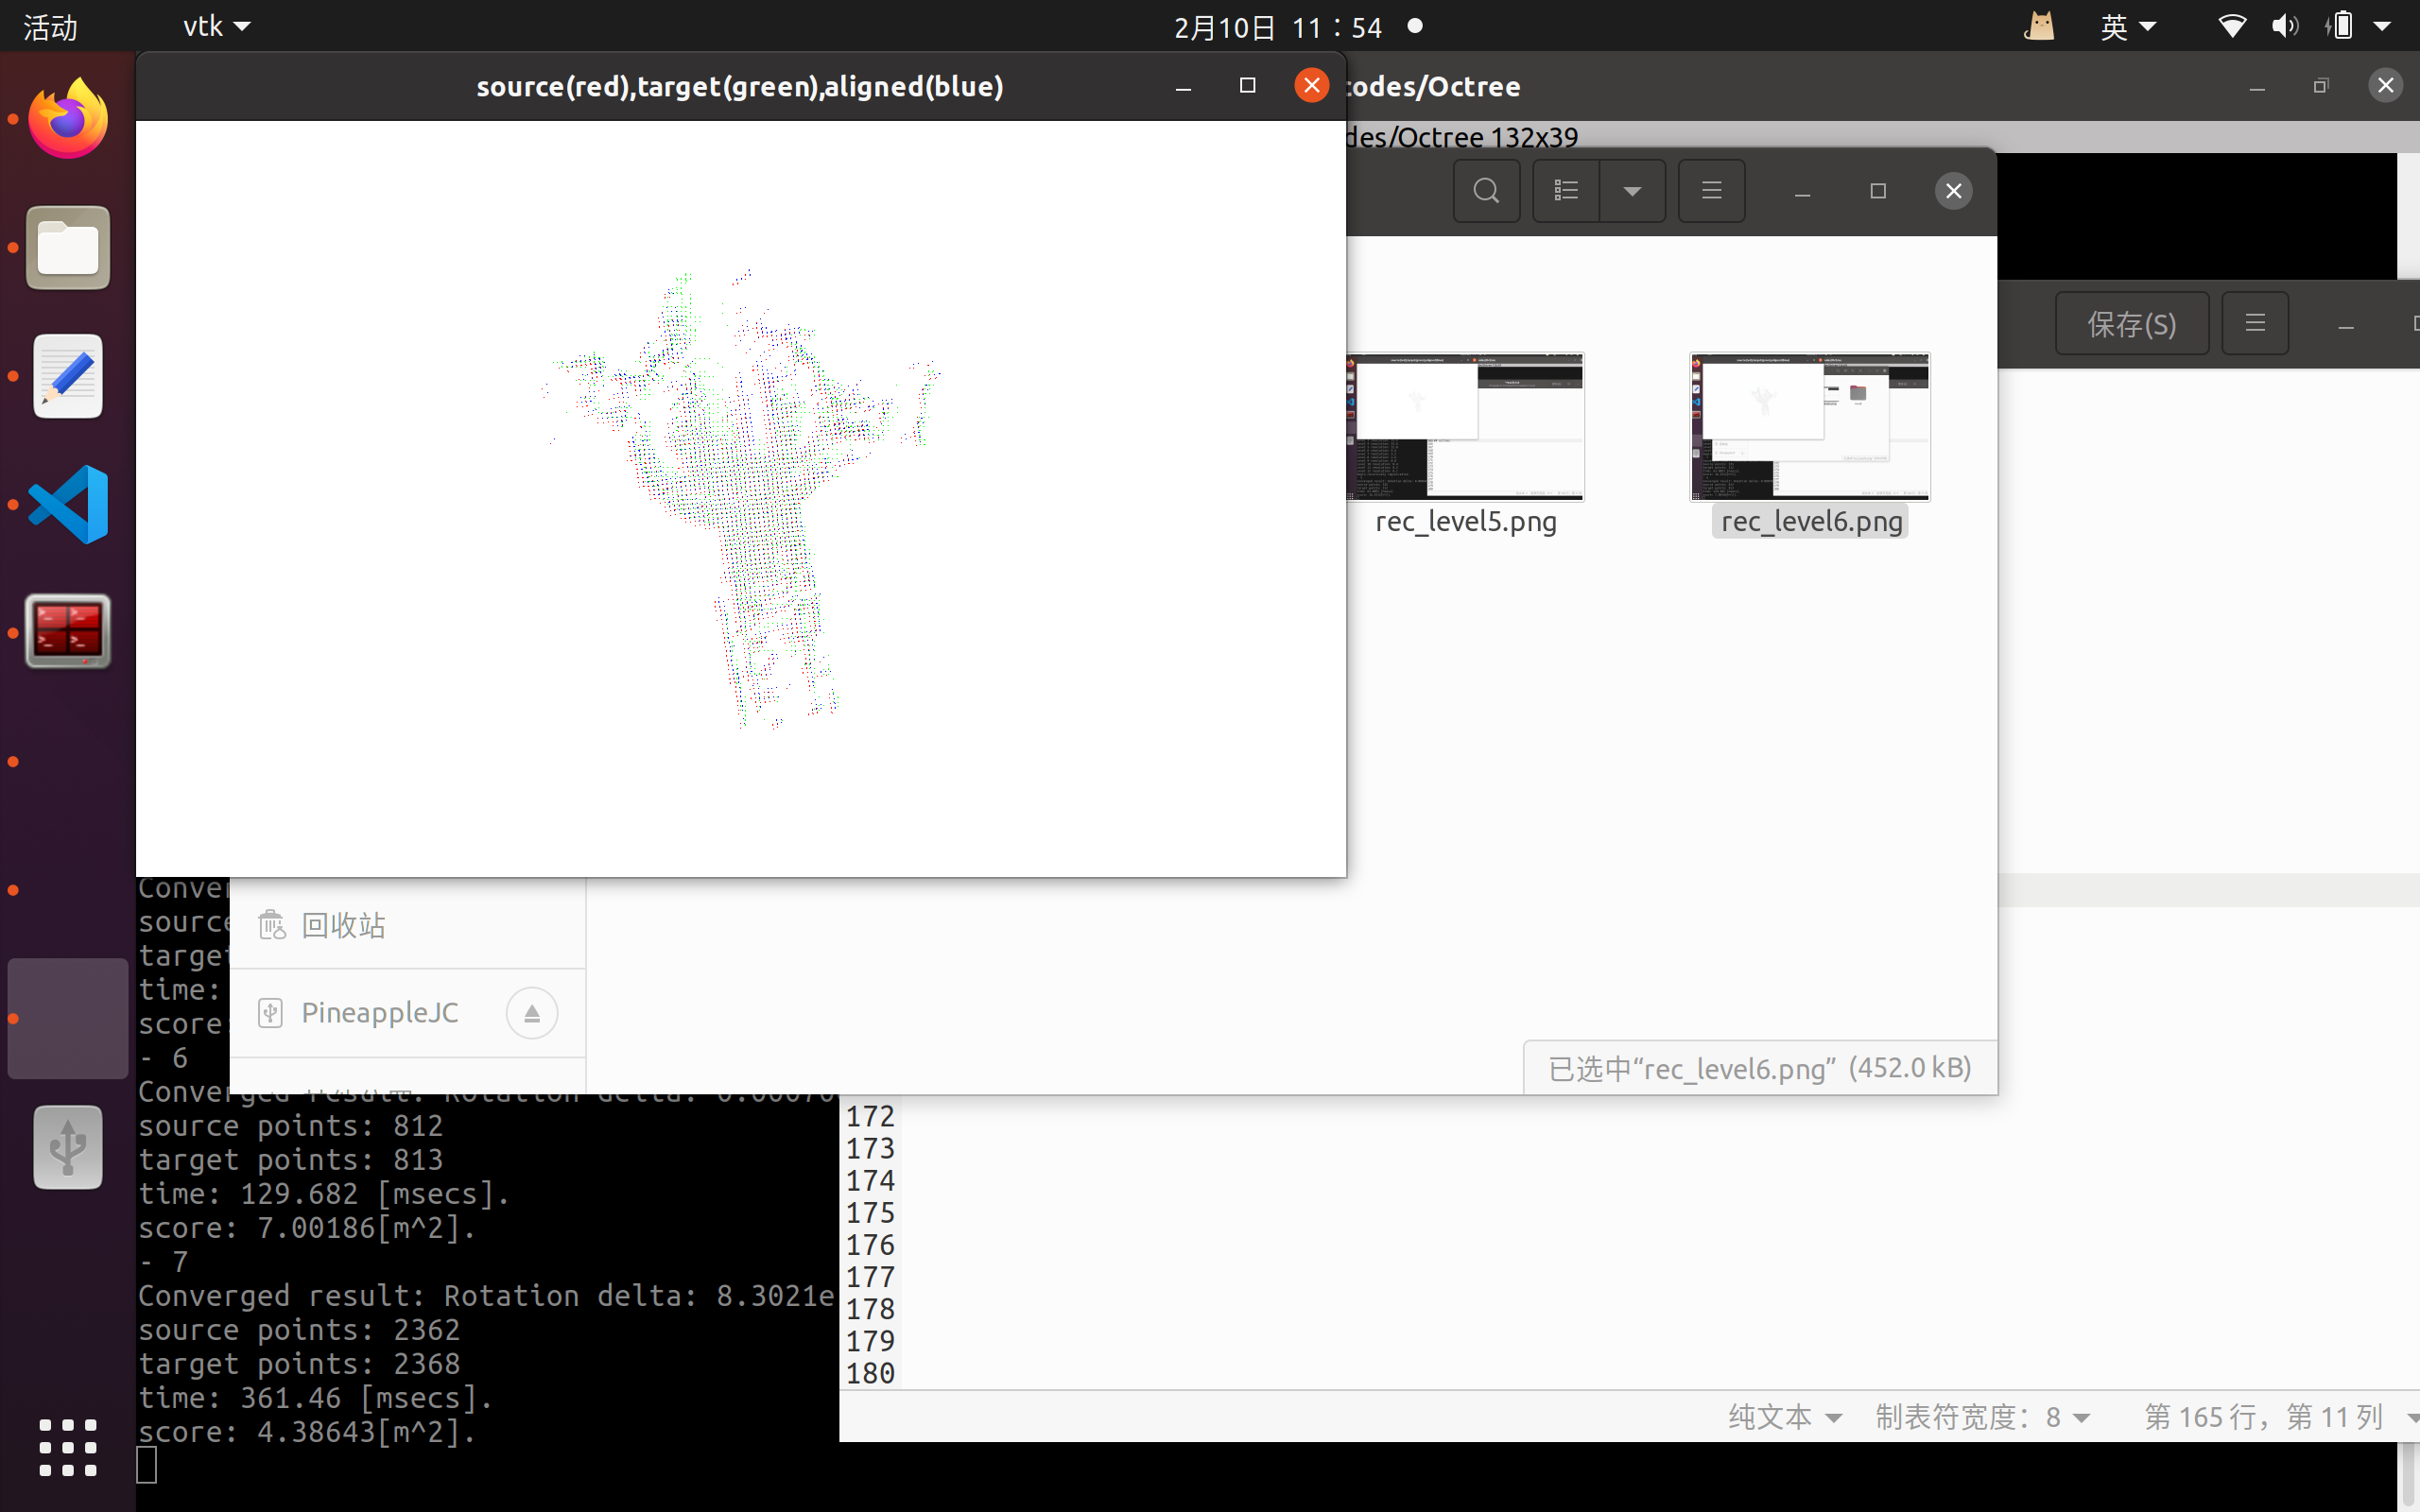 活动
vtk
2月10日 11：54
英
source(red),target(green),aligned(blue)
codes/Octree
des/Octree 132x39
保存(S)
rec_level5.png
rec_level6.png
回收站
PineappleJC
已选中“rec_level6.png” (452.0 kB)
Conver
source
target
time:
score:
- 6
Converged result: Rotation delta: 0.00070
source points: 812
target points: 813
time: 129.682 [msecs].
score: 7.00186[m^2].
- 7
Converged result: Rotation delta: 8.3021e
source points: 2362
target points: 2368
time: 361.46 [msecs].
score: 4.38643[m^2].
172
173
174
175
176
177
178
179
180
纯文本
制表符宽度：8
第 165 行，第 11 列